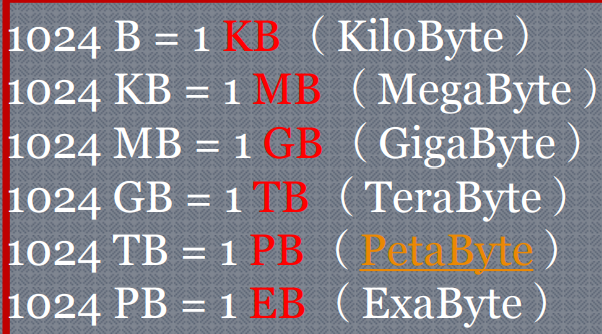 1024 B = 1 KB ( KiloByte )
1024 KB = 1 MB ( MegaByte )
1024 MB = 1 GB ( GigaByte )
1024 GB = 1 TB ( TeraByte )
1024 TB = 1 PB ( PetaByte )
1024 PB = 1 EB ( ExaByte )